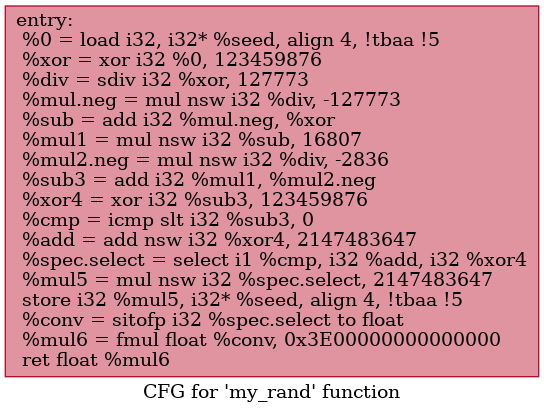 entry:
%0 = load i32, i32* %seed, align 4, !tbaa !5
%xor = xor i32 %0, 123459876
%div = sdiv i32 %xor, 127773
%mul.neg = mul nsw i32 %div, -127773
%sub = add i32 %mul.neg, %xor
%mul1 = mul nsw i32 %sub, 16807
%mul2.neg = mul nsw i32 %div, -2836
%sub3 = add i32 %mul1, %mul2.neg
%xor4 = xor i32 %sub3, 123459876
%cmp = icmp slt i32 %sub3, 0
%add = add nsw i32 %xor4, 2147483647
%spec.select = select i1 %cmp, i32 %add, i32 %xor4
%mul5 = mul nsw i32 %spec.select, 2147483647
store i32 %mul5, i32* %seed, align 4, !tbaa !5
%conv = sitofp i32 %spec.select to float
%mul6 = fmul float %conv, 0x3E00000000000000
ret float %mul6
CFG for 'my_rand' function